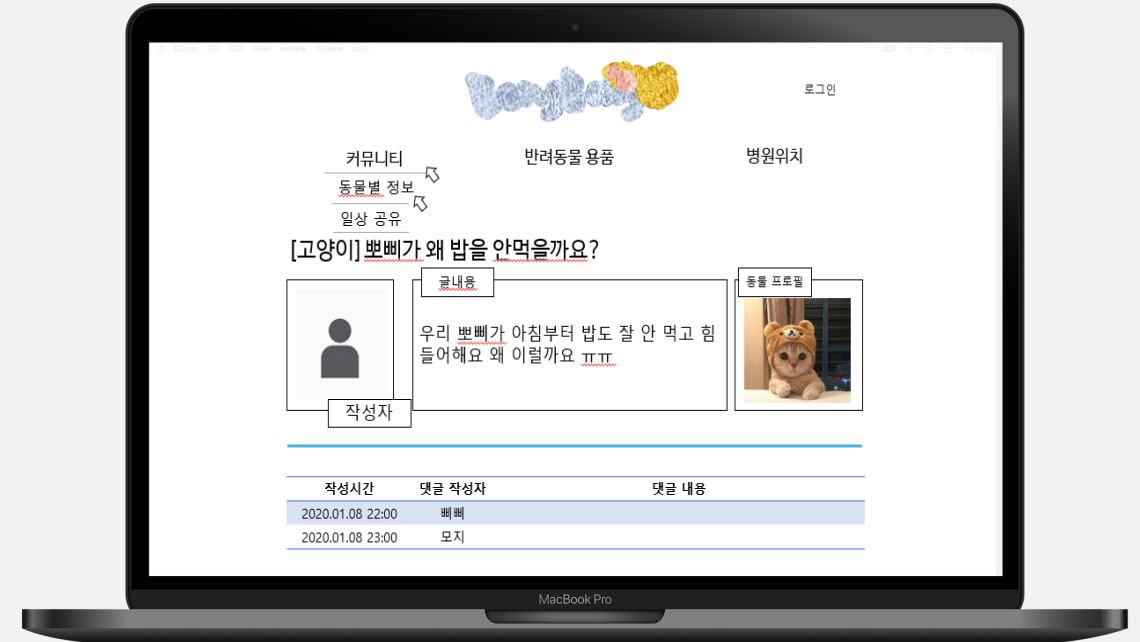 로그인
커뮤니티
반려동물 용품
병원위치
동물별 정보
일상 공유
[고양이] 뽀삐가 왜 밥을 안먹을까요?
글내용
동물 프로필
우리 뽀삐가 아침부터 밥도 잘 안 먹고 힘
들어해요 왜 이럴까요 ㅠㅠ
작성자
작성시간 댓글 작성자 댓글 내용
2020.01.08 22:00 삐삐
2020.01.08 23:00 모지
MacBook Pro